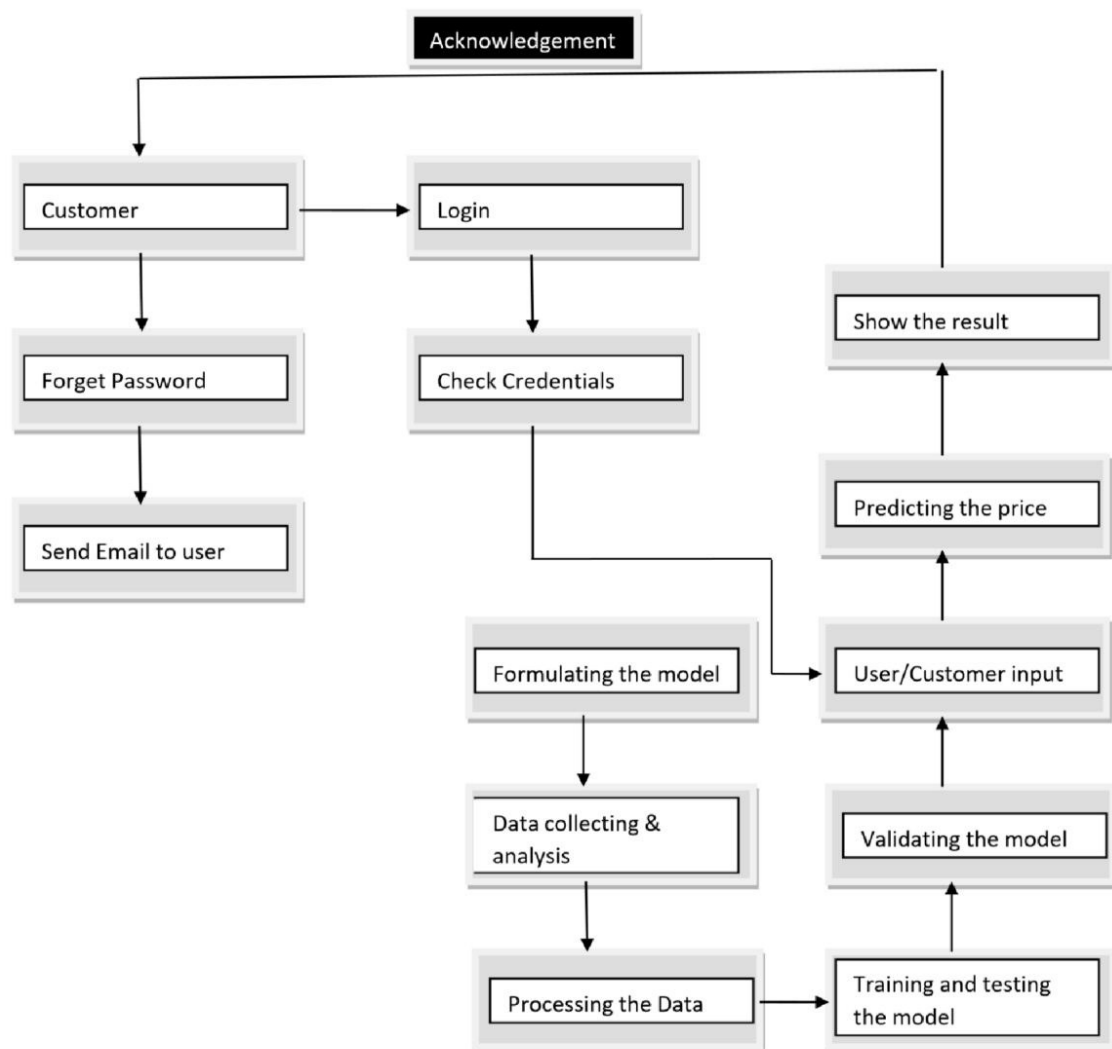 Acknowledgement
Customer
Login
Show the result
Forget Password
Check Credentials
Predicting the price
Send Email to user
Formulating the model
User/Customer input
Data collecting &
analysis
Validating the model
Processing the Data
Training and testing
the model